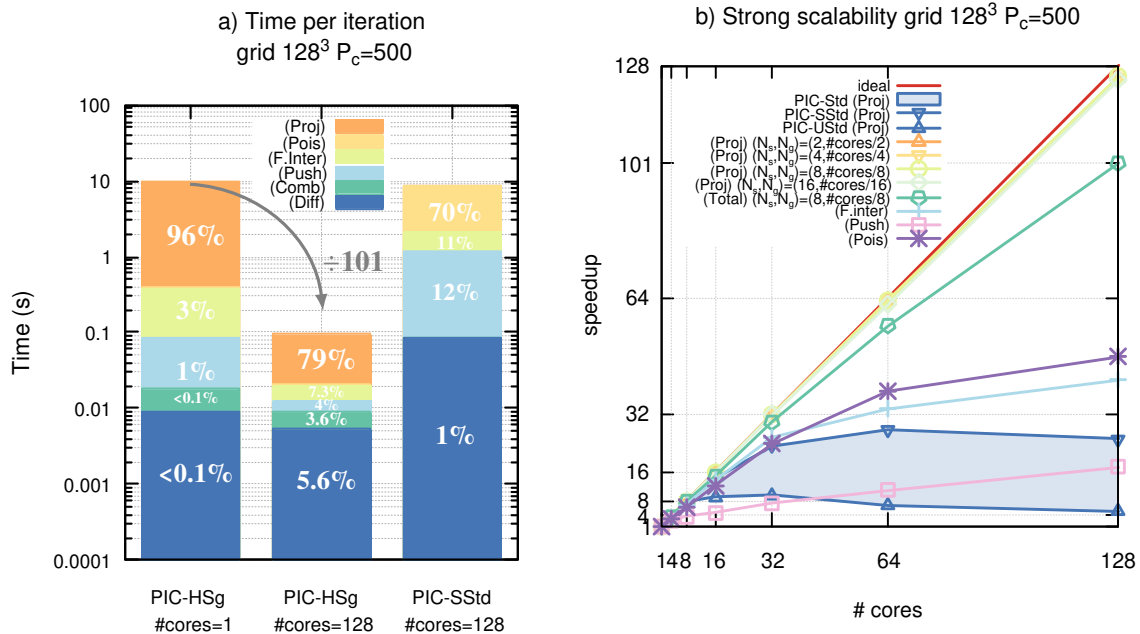 a) Time per iteration
grid 128³ P_c=500
100
10
1
0.1
0.01
0.001
0.0001
Time (s)
(Proj)
(Pois)
(F.Inter)
(Push)
(Comb)
(Diff)
96%
3%
1%
<0.1%
<0.1%
÷101
79%
7.3%
4%
3.6%
5.6%
70%
11%
12%
1%
PIC-HSg
#cores=1
PIC-HSg
#cores=128
PIC-SStd
#cores=128
b) Strong scalability grid 128³ P_c=500
128
101
64
32
16
8
4
1
speedup
ideal
PIC-Std (Proj)
PIC-SStd (Proj)
PIC-UStd (Proj)
(Proj) (N_s,N_g)=(2,#cores/2)
(Proj) (N_s,N_g)=(4,#cores/4)
(Proj) (N_s,N_g)=(8,#cores/8)
(Proj) (N_s,N_g)=(16,#cores/16)
(Total) (N_s,N_g)=(8,#cores/8)
(F.inter)
(Push)
(Pois)
1 4 8 16 32 64 128
# cores